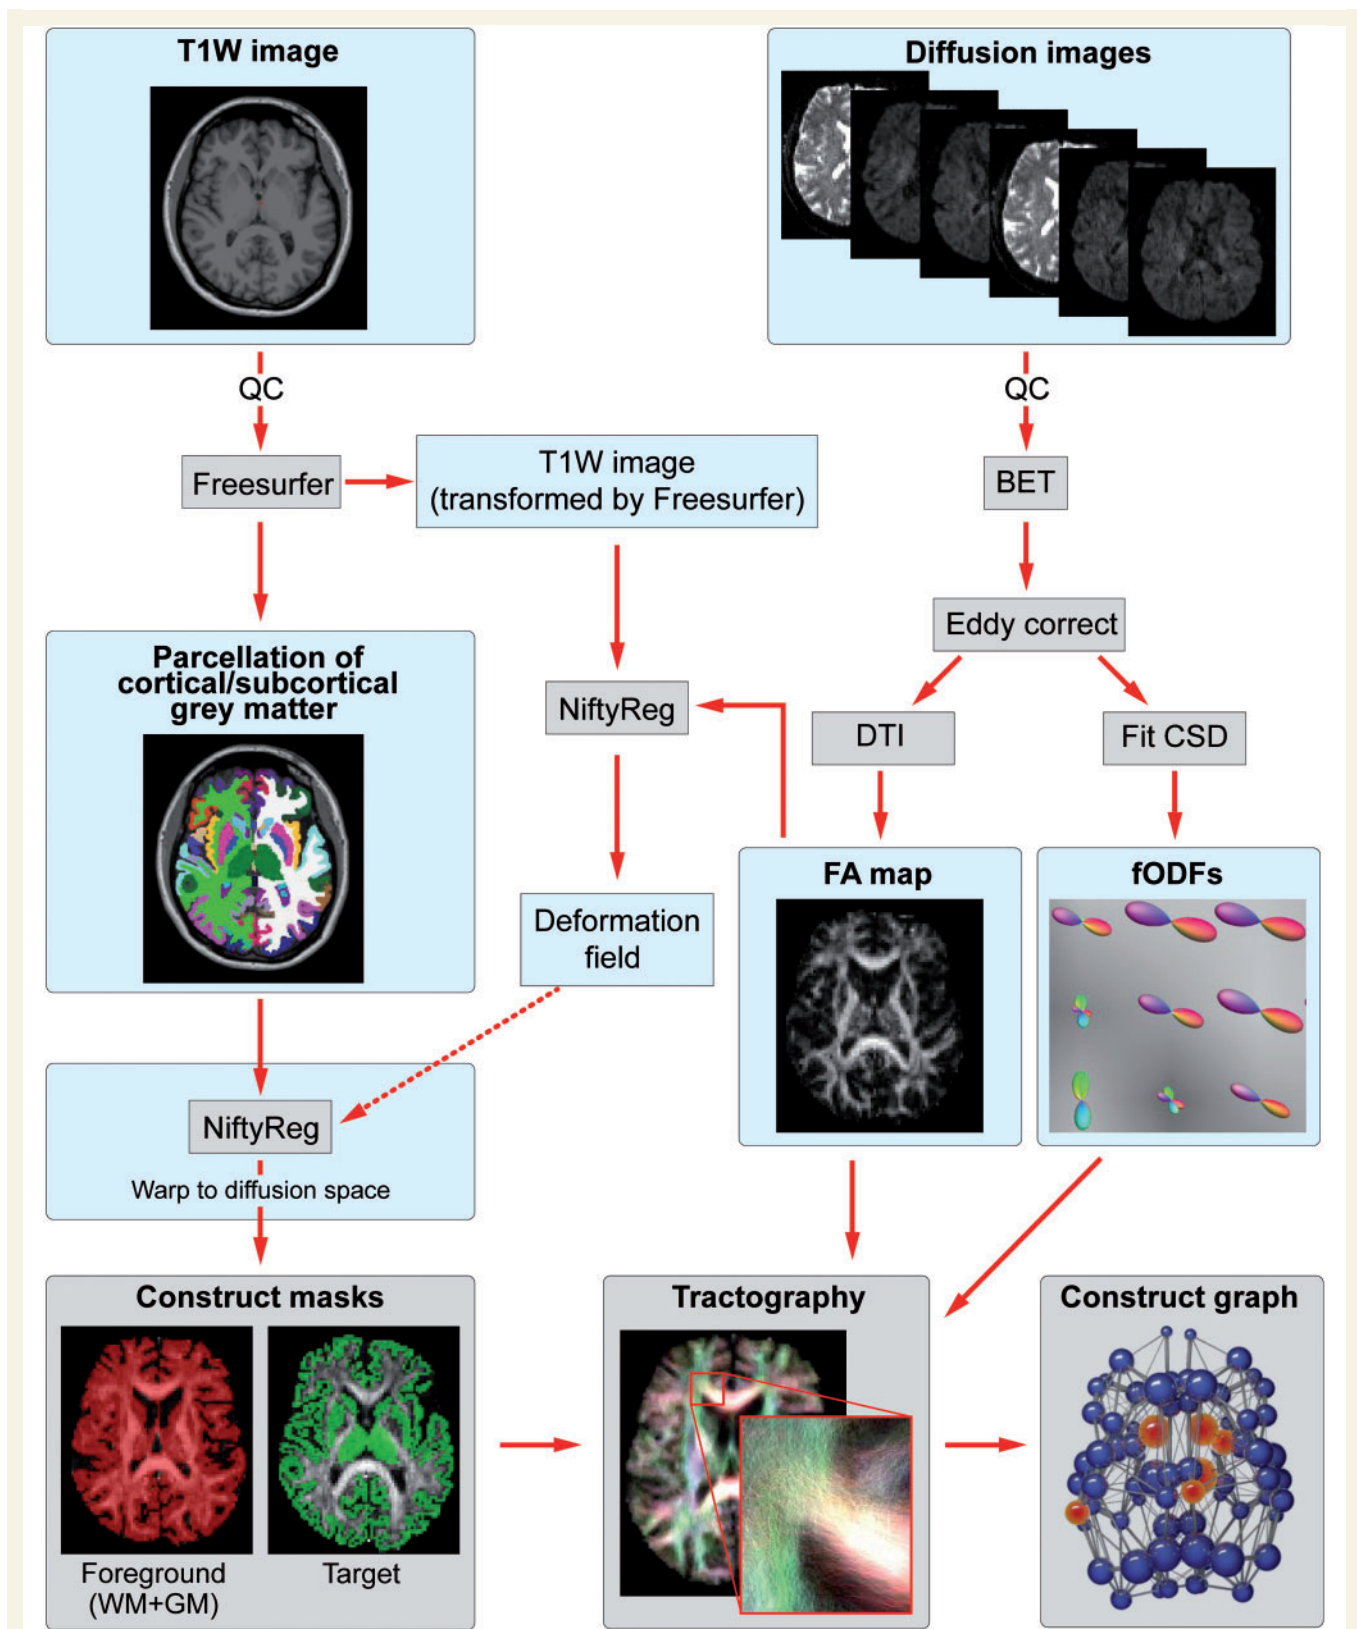 T1W image
Diffusion images
QC
QC
Freesurfer
T1W image
(transformed by Freesurfer)
BET
Eddy correct
Parcellation of
cortical/subcortical
grey matter
NiftyReg
DTI
Fit CSD
FA map
fODFs
Deformation
field
NiftyReg
Warp to diffusion space
Construct masks
Tractography
Construct graph
Foreground
(WM+GM)
Target